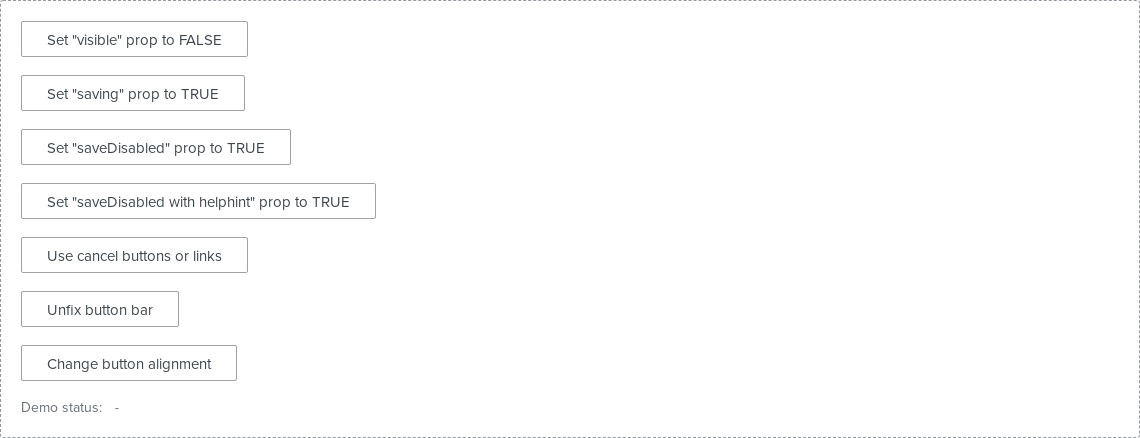 Set "visible" prop to FALSE
Set "saving" prop to TRUE
Set "saveDisabled" prop to TRUE
Set "saveDisabled with helphint" prop to TRUE
Use cancel buttons or links
Unfix button bar
Change button alignment
Demo status: -